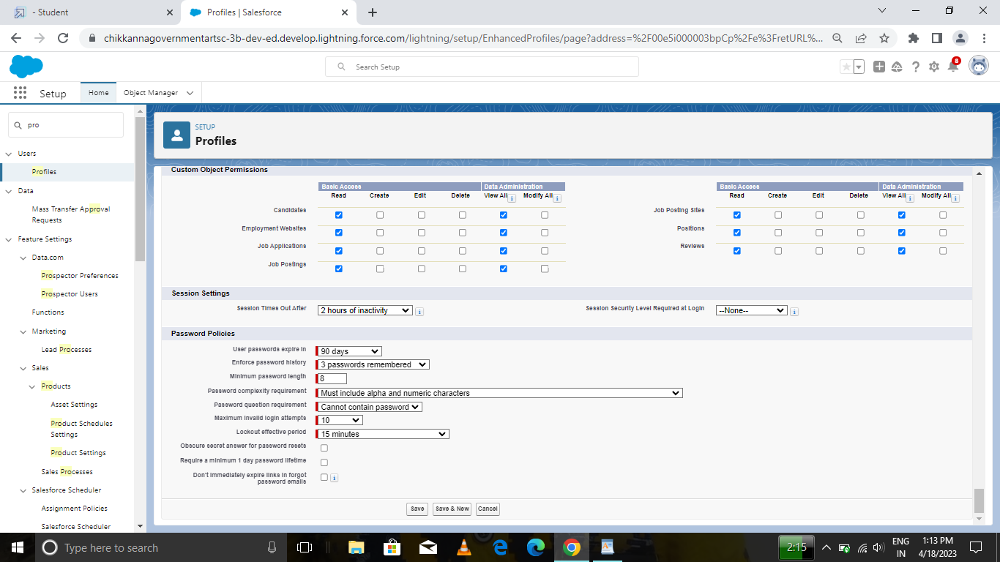 - Student
Profiles | Salesforce
chikkannagovernmentartsc-3b-dev-ed.develop.lightning.force.com/lightning/setup/EnhancedProfiles/page?address=%2F00e5i000003bpCp%2Fe%3FretURL%...
Search Setup
8
Setup
Home
Object Manager
pro
Users
Profiles
Data
Mass Transfer Approval
Requests
Feature Settings
Data.com
Prospector Preferences
Prospector Users
Functions
Marketing
Lead Processes
Sales
Products
Asset Settings
Product Schedules
Settings
Product Settings
Sales Processes
Salesforce Scheduler
Assignment Policies
Salesforce Scheduler
SETUP
Profiles
Custom Object Permissions
Basic Access Data Administration
Read Create Edit Delete View All Modify All
Candidates
Employment Websites
Job Applications
Job Postings
Basic Access Data Administration
Read Create Edit Delete View All Modify All
Job Posting Sites
Positions
Reviews
Session Settings
Session Times Out After 2 hours of inactivity
Session Security Level Required at Login --None--
Password Policies
User passwords expire in 90 days
Enforce password history 3 passwords remembered
Minimum password length 8
Password complexity requirement Must include alpha and numeric characters
Password question requirement Cannot contain password
Maximum invalid login attempts 10
Lockout effective period 15 minutes
Obscure secret answer for password resets
Require a minimum 1 day password lifetime
Don't immediately expire links in forgot
password emails
Save Save & New Cancel
Type here to search
2:15
ENG
IN
1:13 PM
4/18/2023